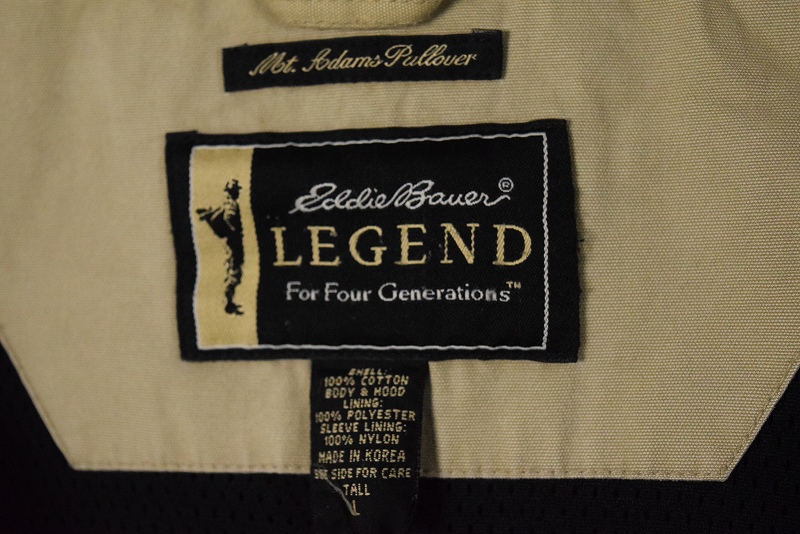 Mt. Adams Pullover
Eddie Bauer®
LEGEND
For Four Generations™
SHELL:
100% COTTON
BODY & HOOD
LINING:
100% POLYESTER
SLEEVE LINING:
100% NYLON
MADE IN KOREA
SIDE FOR CARE
TALL
L